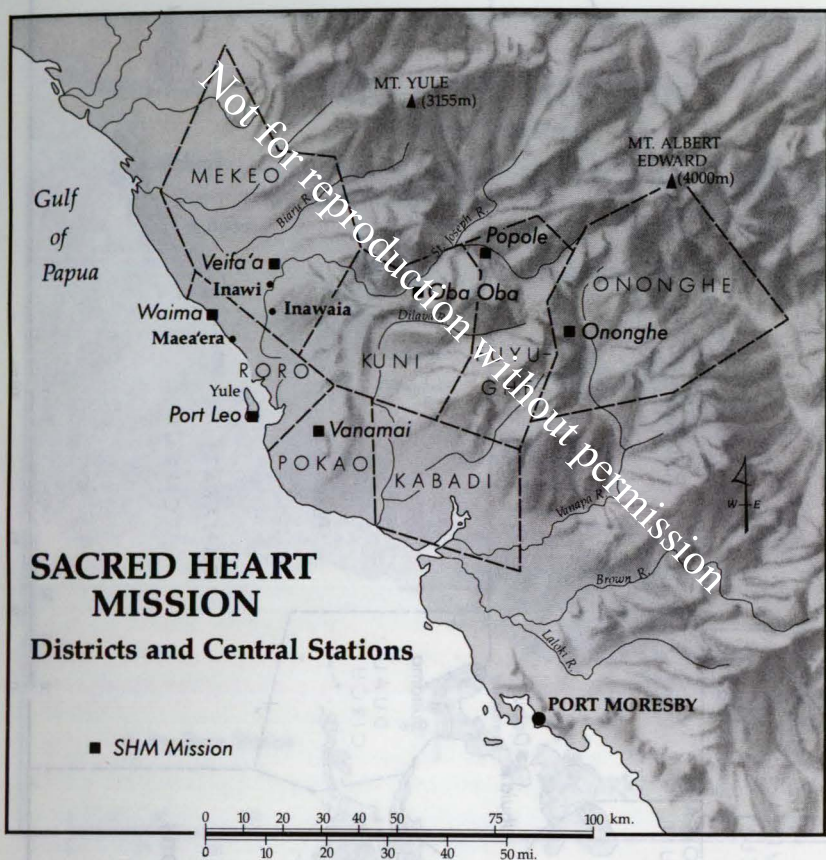 MT. YULE
(3155m)
MT. ALBERT
EDWARD
(4000m)
MEKEO
Gulf
of
Papua
Biaru R.
St. Joseph R.
Popole
Veifa'a
Inawi
Oba Oba
ONONGHE
Waima
Inawaia
Maea'era
Ononghe
KUNI
RORO
Yule
Port Leo
Vanamai
POKAO
KABADI
Vanapa R.
W E
SACRED HEART
MISSION
Districts and Central Stations
Brown R.
Laloki R.
PORT MORESBY
SHM Mission
0 10 20 30 40 50 75 100 km.
0 10 20 30 40 50 mi.
Not for reproduction without permission